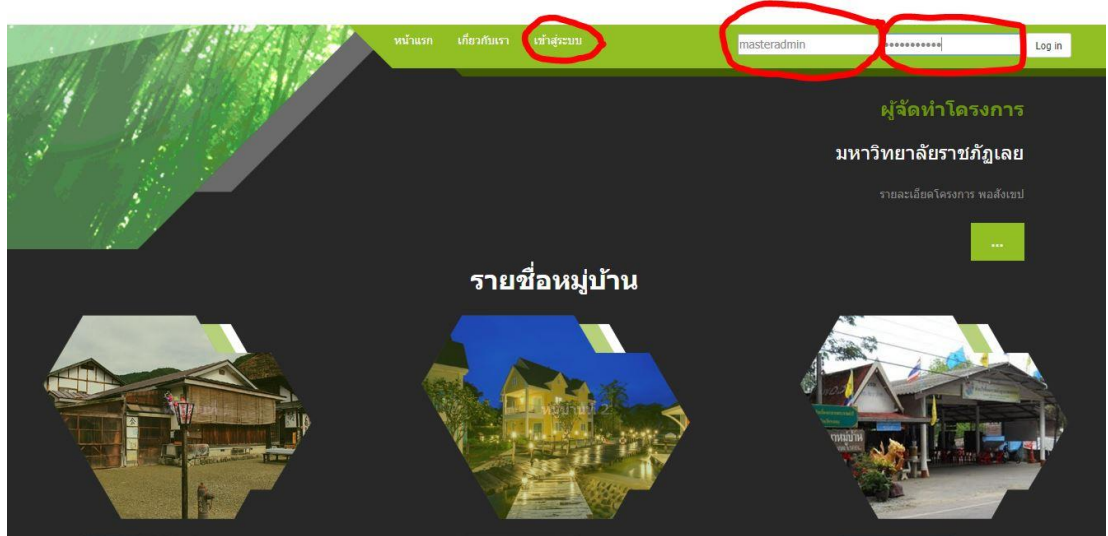 หน้าแรก เกี่ยวกับเรา เข้าสู่ระบบ masteradmin ••••••••••• Log in
ผู้จัดทำโครงการ
มหาวิทยาลัยราชภัฏเลย
รายละเอียดโครงการ พอสังเขป
...
รายชื่อหมู่บ้าน
หมู่บ้านที่ 2